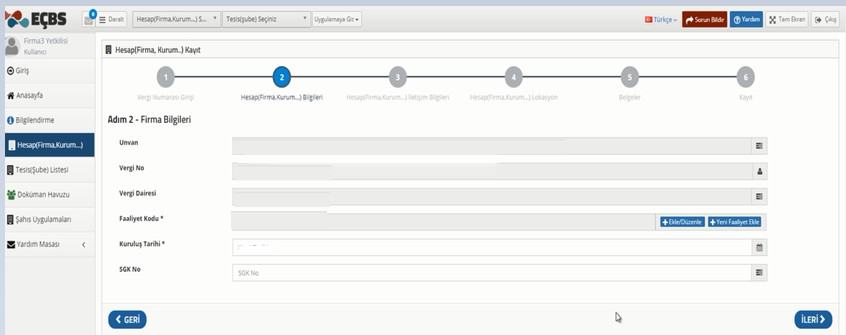 EÇBS
0
Daralt
Hesap(Firma,Kurum...) S...
Tesis(Şube) Seçiniz
Uygulamaya Git
Türkçe
Sorun Bildir
Yardım
Tam Ekran
Çıkış
Firma3 Yetkilisi
Kullanıcı
Giriş
Anasayfa
Bilgilendirme
Hesap(Firma,Kurum...)
Tesis(Şube) Listesi
Doküman Havuzu
Şahıs Uygulamaları
Yardım Masası
Hesap(Firma, Kurum..) Kayıt
1 2 3 4 5 6
Vergi Numarası Girişi
Hesap(Firma,Kurum...) Bilgileri
Hesap(Firma,Kurum...) İletişim Bilgileri
Hesap(Firma,Kurum...) Lokasyon
Belgeler
Kayıt
Adım 2 - Firma Bilgileri
Unvan
Vergi No
Vergi Dairesi
Faaliyet Kodu *
+Ekle/Düzenle +Yeni Faaliyet Ekle
Kuruluş Tarihi *
SGK No
SGK No
GERİ
İLERİ